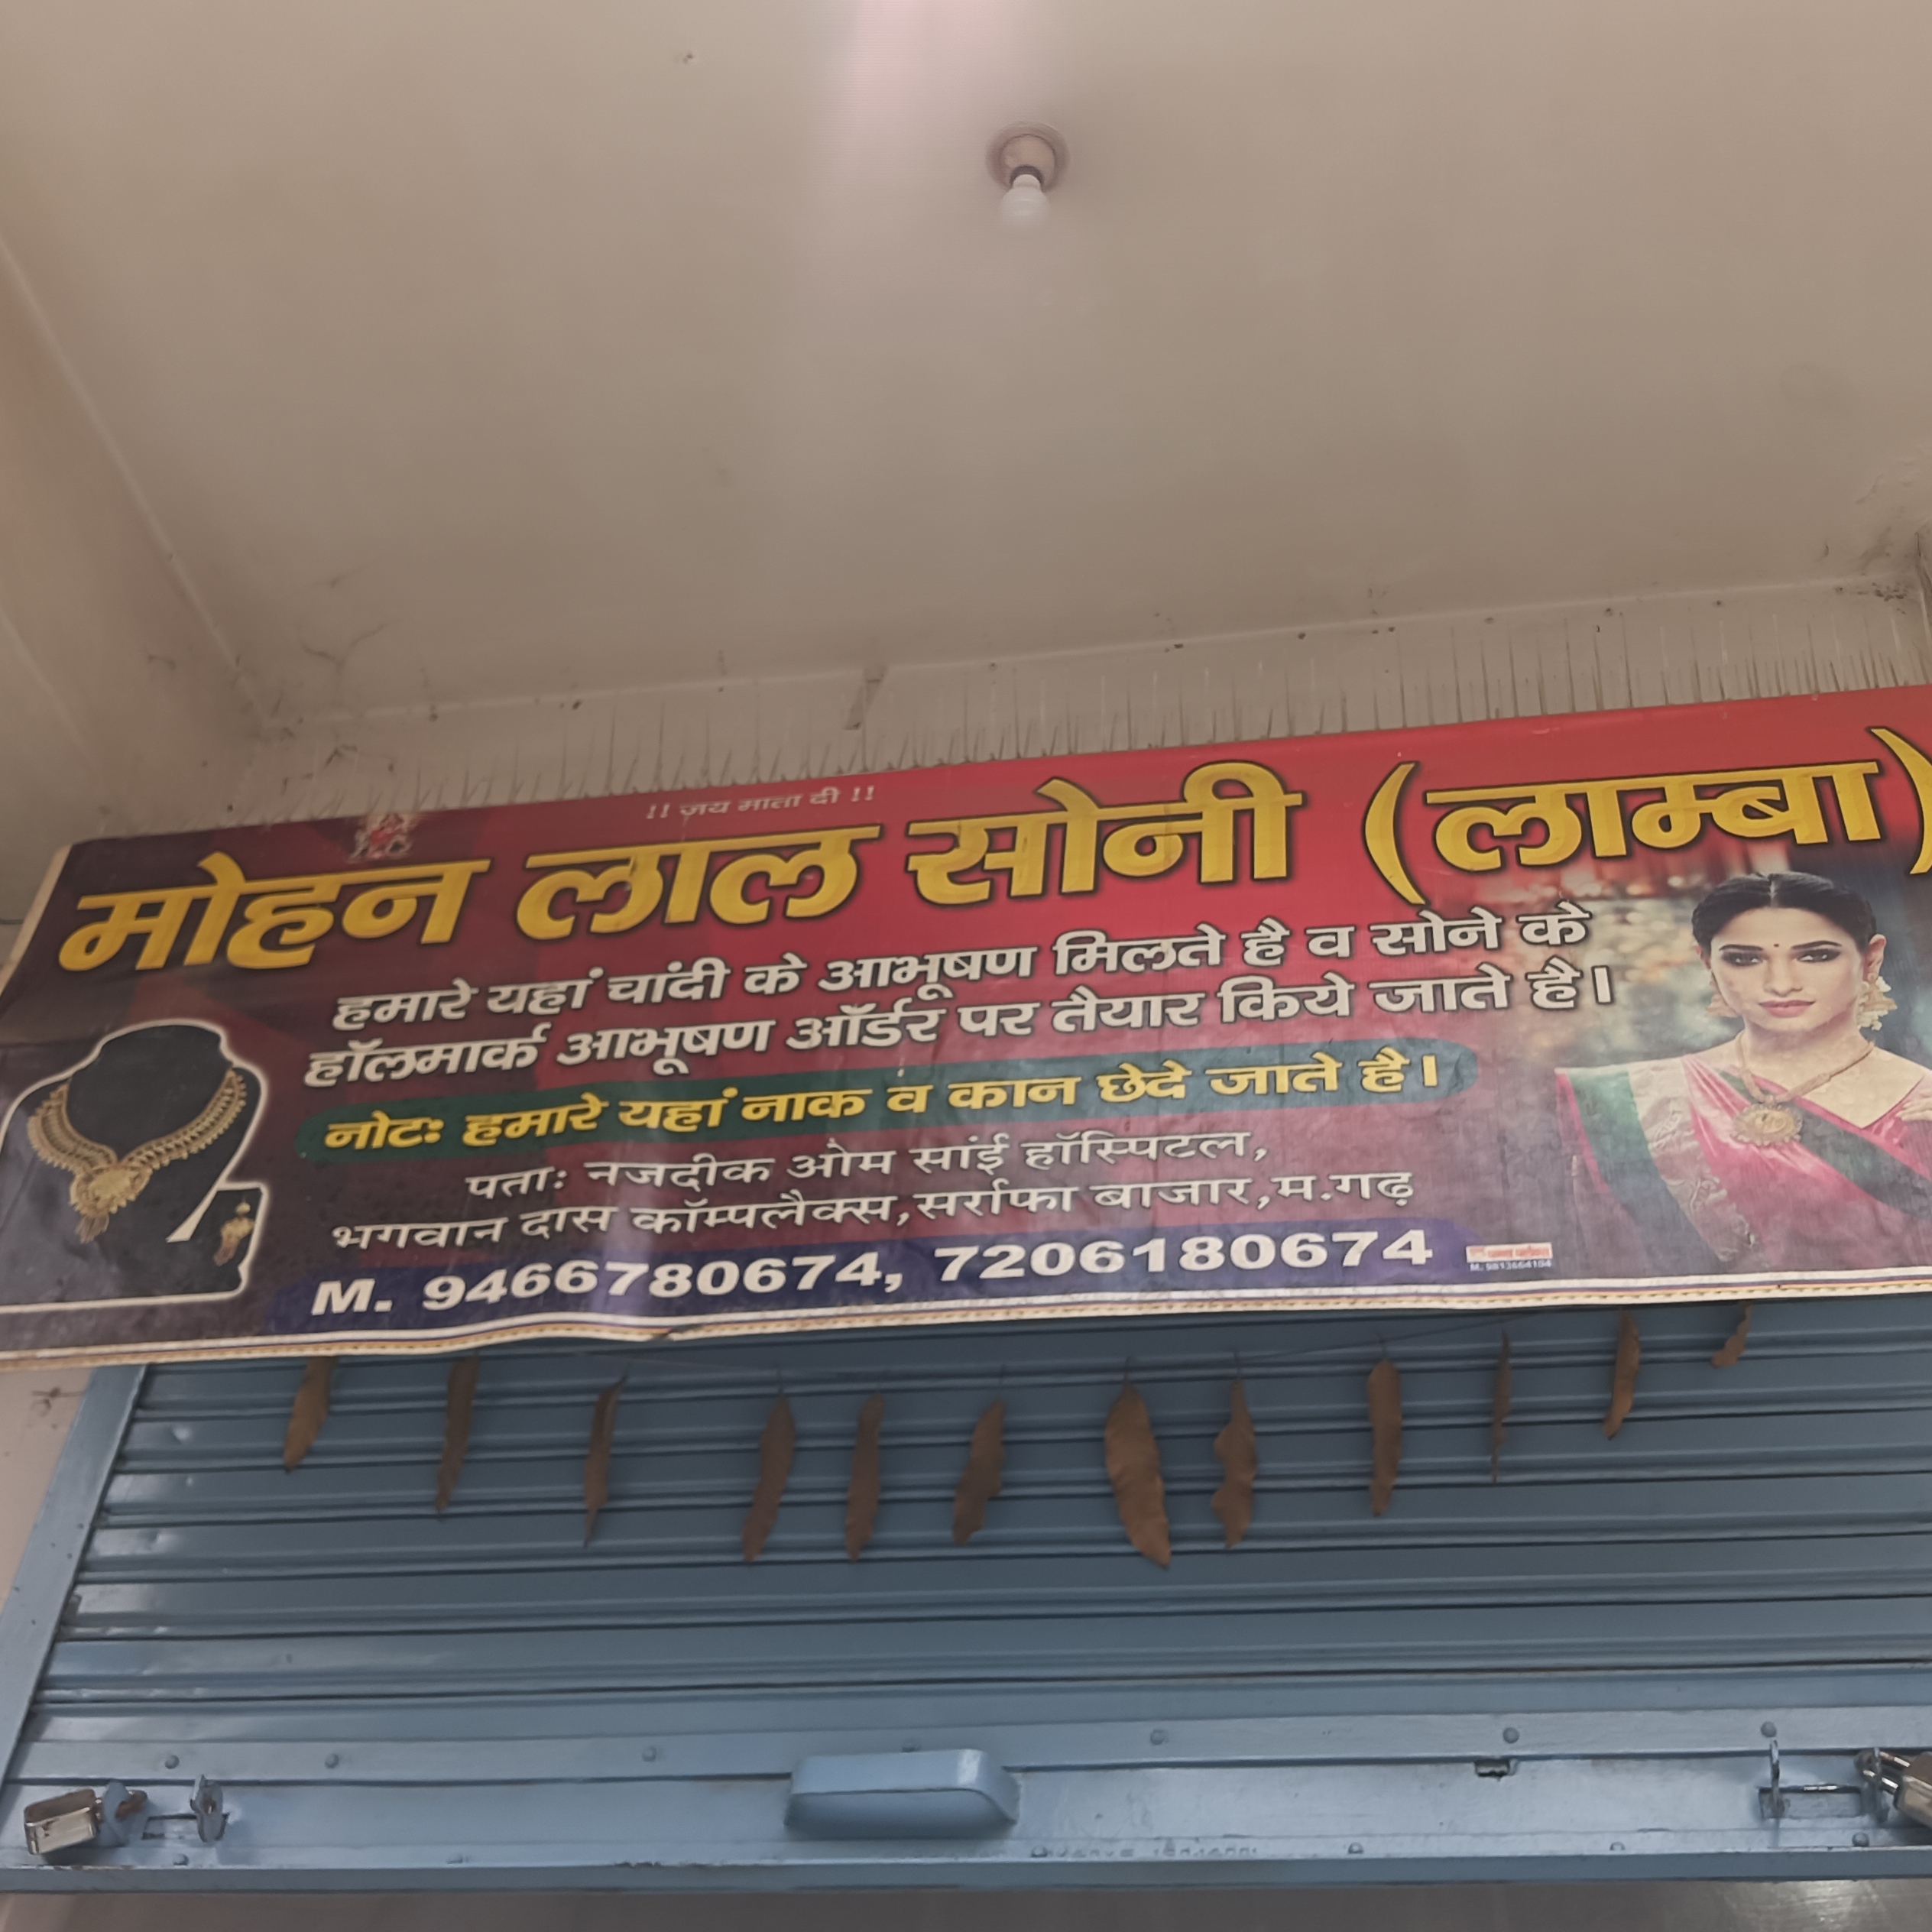 !! जय माता दी !!
मोहन लाल सोनी (लाम्बा)
हमारे यहां चांदी के आभूषण मिलते है व सोने के
हॉलमार्क आभूषण ऑर्डर पर तैयार किये जाते है।
नोटः हमारे यहां नाक व कान छेदे जाते है।
पताः नजदीक ओम सांई हॉस्पिटल,
भगवान दास कॉम्पलैक्स,सर्राफा बाजार,म.गढ़
M. 9466780674, 7206180674